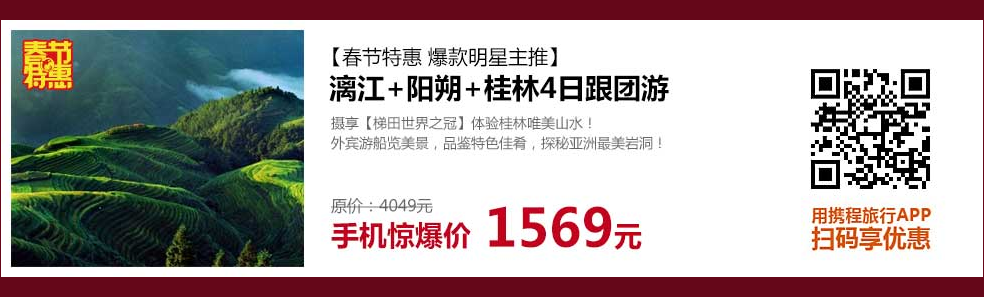 春节
特惠
【春节特惠 爆款明星主推】
漓江+阳朔+桂林4日跟团游
摄享【梯田世界之冠】体验桂林唯美山水！
外宾游船览美景，品鉴特色佳肴，探秘亚洲最美岩洞！
原价：4049元
手机惊爆价 1569元
用携程旅行APP
扫码享优惠